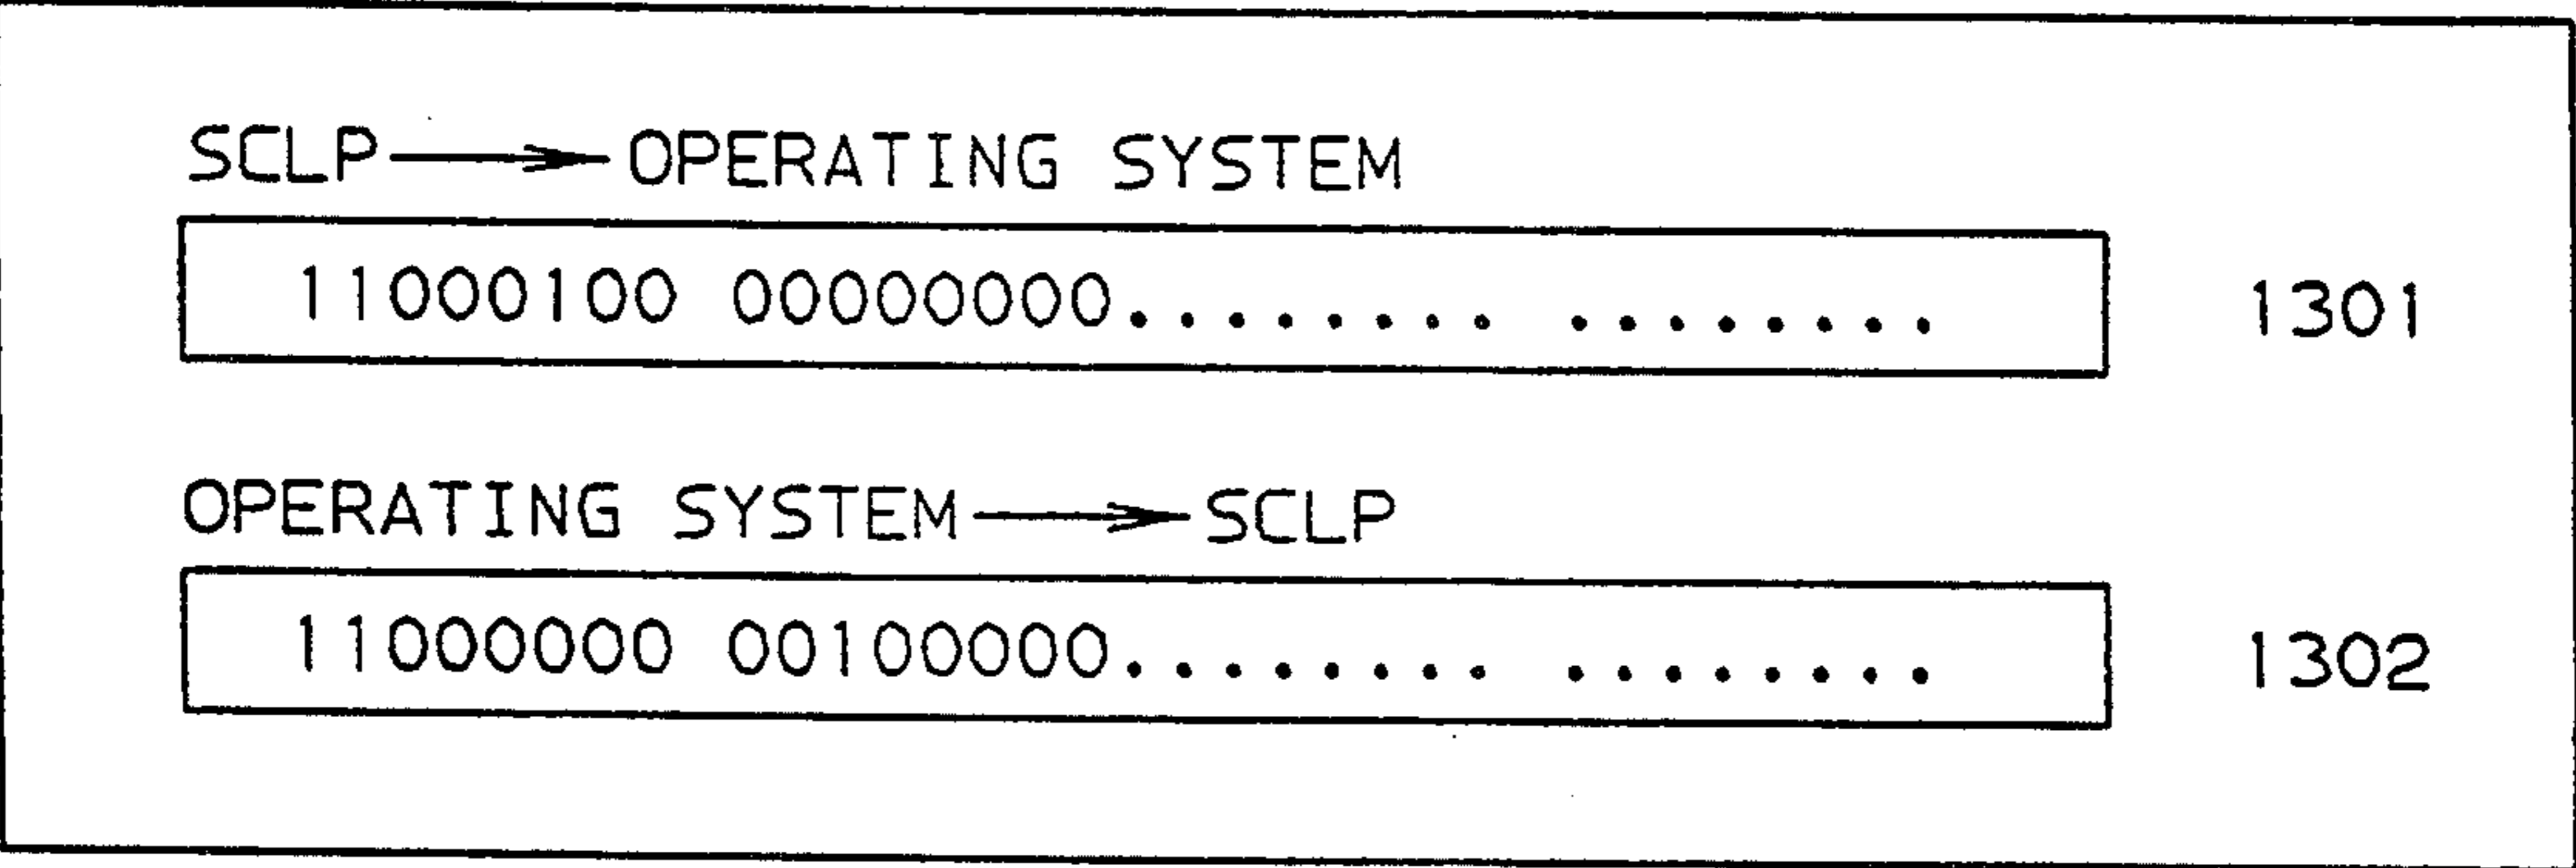 SCLP→OPERATING SYSTEM
11000100 00000000........ ........ 1301
OPERATING SYSTEM→SCLP
11000000 00100000........ ........ 1302